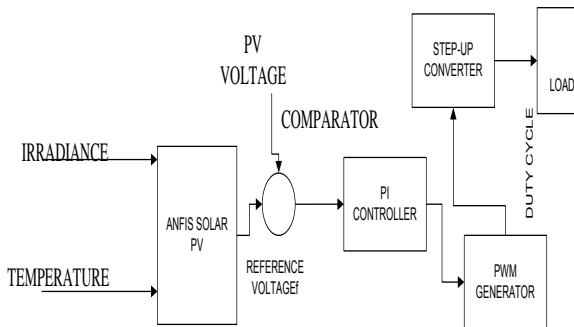 PV
VOLTAGE
STEP-UP
CONVERTER
LOAD
COMPARATOR
IRRADIANCE
ANFIS SOLAR
PV
PI
CONTROLLER
DUTY CYCLE
TEMPERATURE
REFERENCE
VOLTAGEf
PWM
GENERATOR